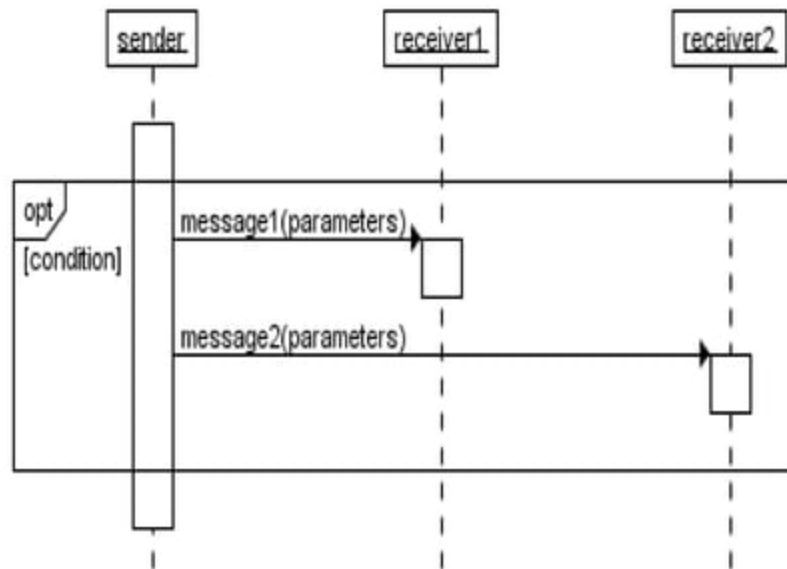 sender
receiver1
receiver2
opt
message1(parameters)
[condition]
message2(parameters)